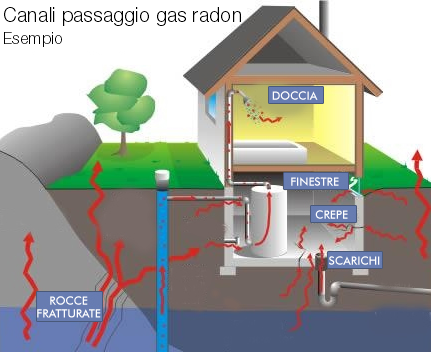 Canali passaggio gas radon
Esempio
DOCCIA
FINESTRE
CREPE
SCARICHI
ROCCE
FRATTURATE